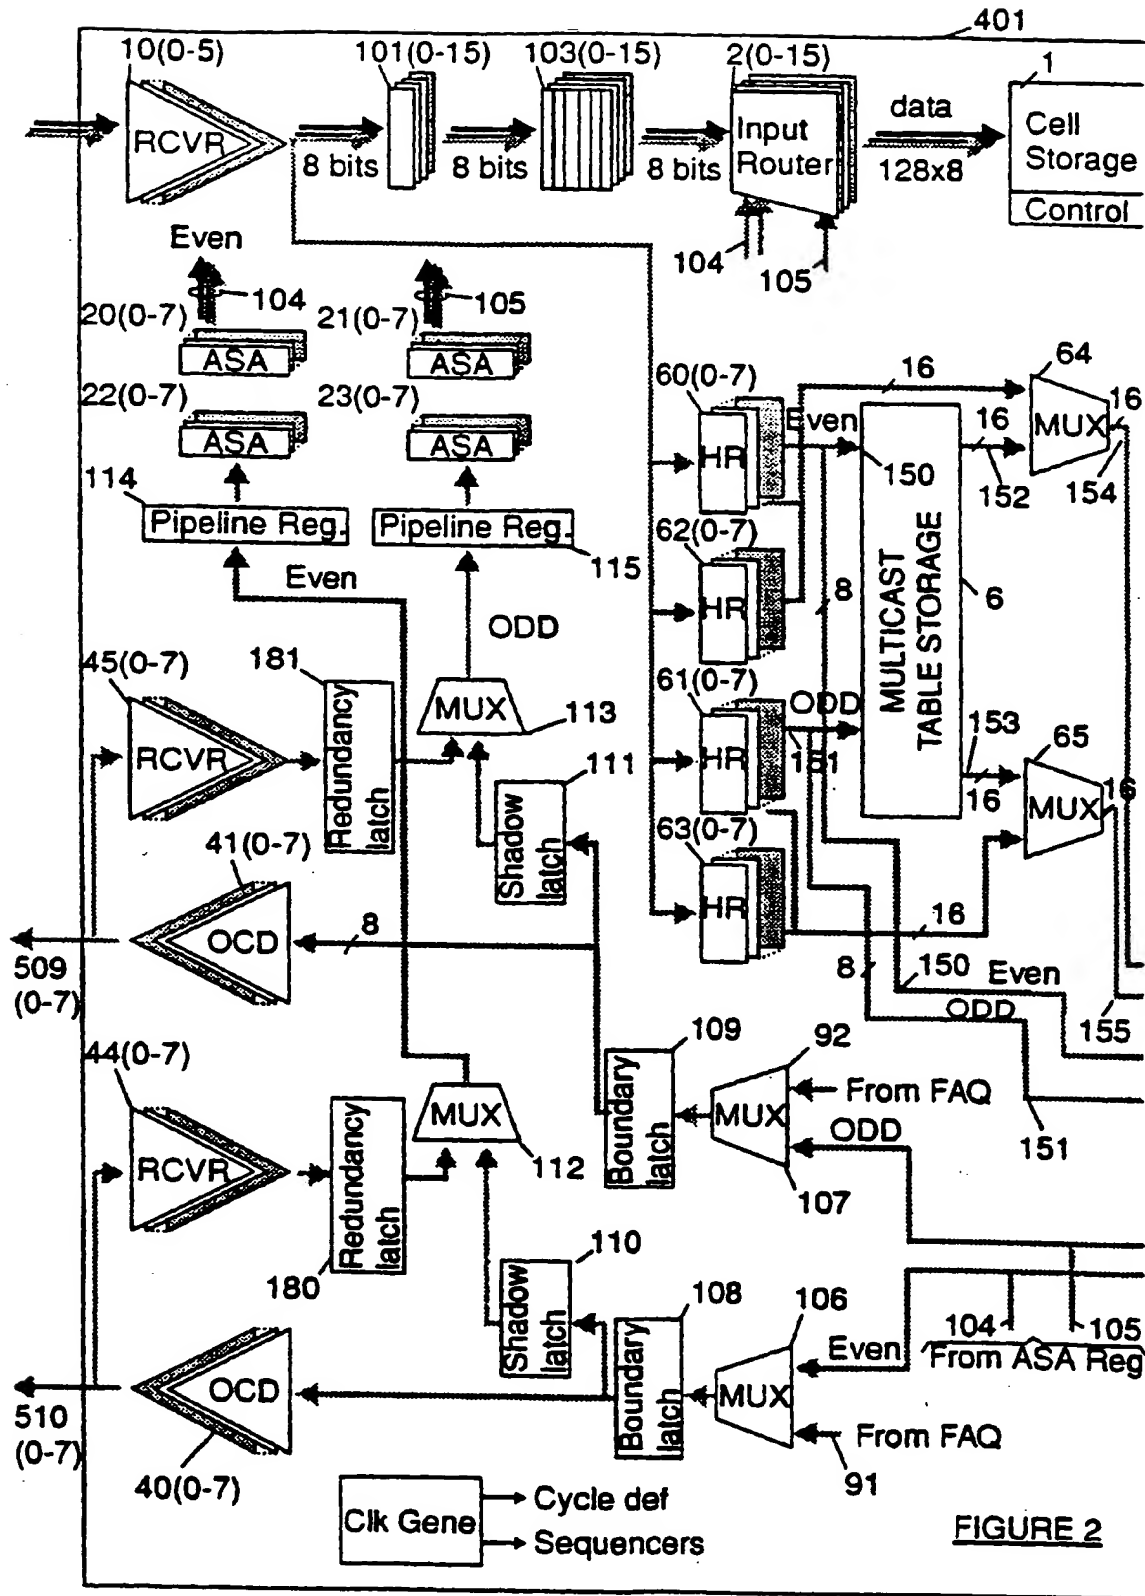 401
10(0-5)
101(0-15)
103(0-15)
2(0-15)
1
RCVR
8 bits
8 bits
8 bits
Input
Router
data
128x8
Cell
Storage
Control
Even
104
105
104
105
20(0-7)
21(0-7)
ASA
ASA
22(0-7)
23(0-7)
ASA
ASA
114
Pipeline Reg.
Pipeline Reg.
115
Even
ODD
60(0-7)
HR
Even
16
64
MUX
16
16
150
152
154
62(0-7)
HR
8
6
MULTICAST
TABLE STORAGE
61(0-7)
HR
ODD
151
153
16
65
MUX
16
63(0-7)
HR
16
8
150
Even
ODD
155
151
45(0-7)
RCVR
181
Redundancy
latch
MUX
113
111
Shadow
latch
41(0-7)
OCD
8
509
(0-7)
44(0-7)
RCVR
180
Redundancy
latch
MUX
112
109
Boundary
latch
92
MUX
From FAQ
ODD
107
110
Shadow
latch
108
Boundary
latch
106
MUX
Even
From FAQ
91
104
105
From ASA Reg
510
(0-7)
OCD
40(0-7)
Clk Gene
Cycle def
Sequencers
FIGURE 2